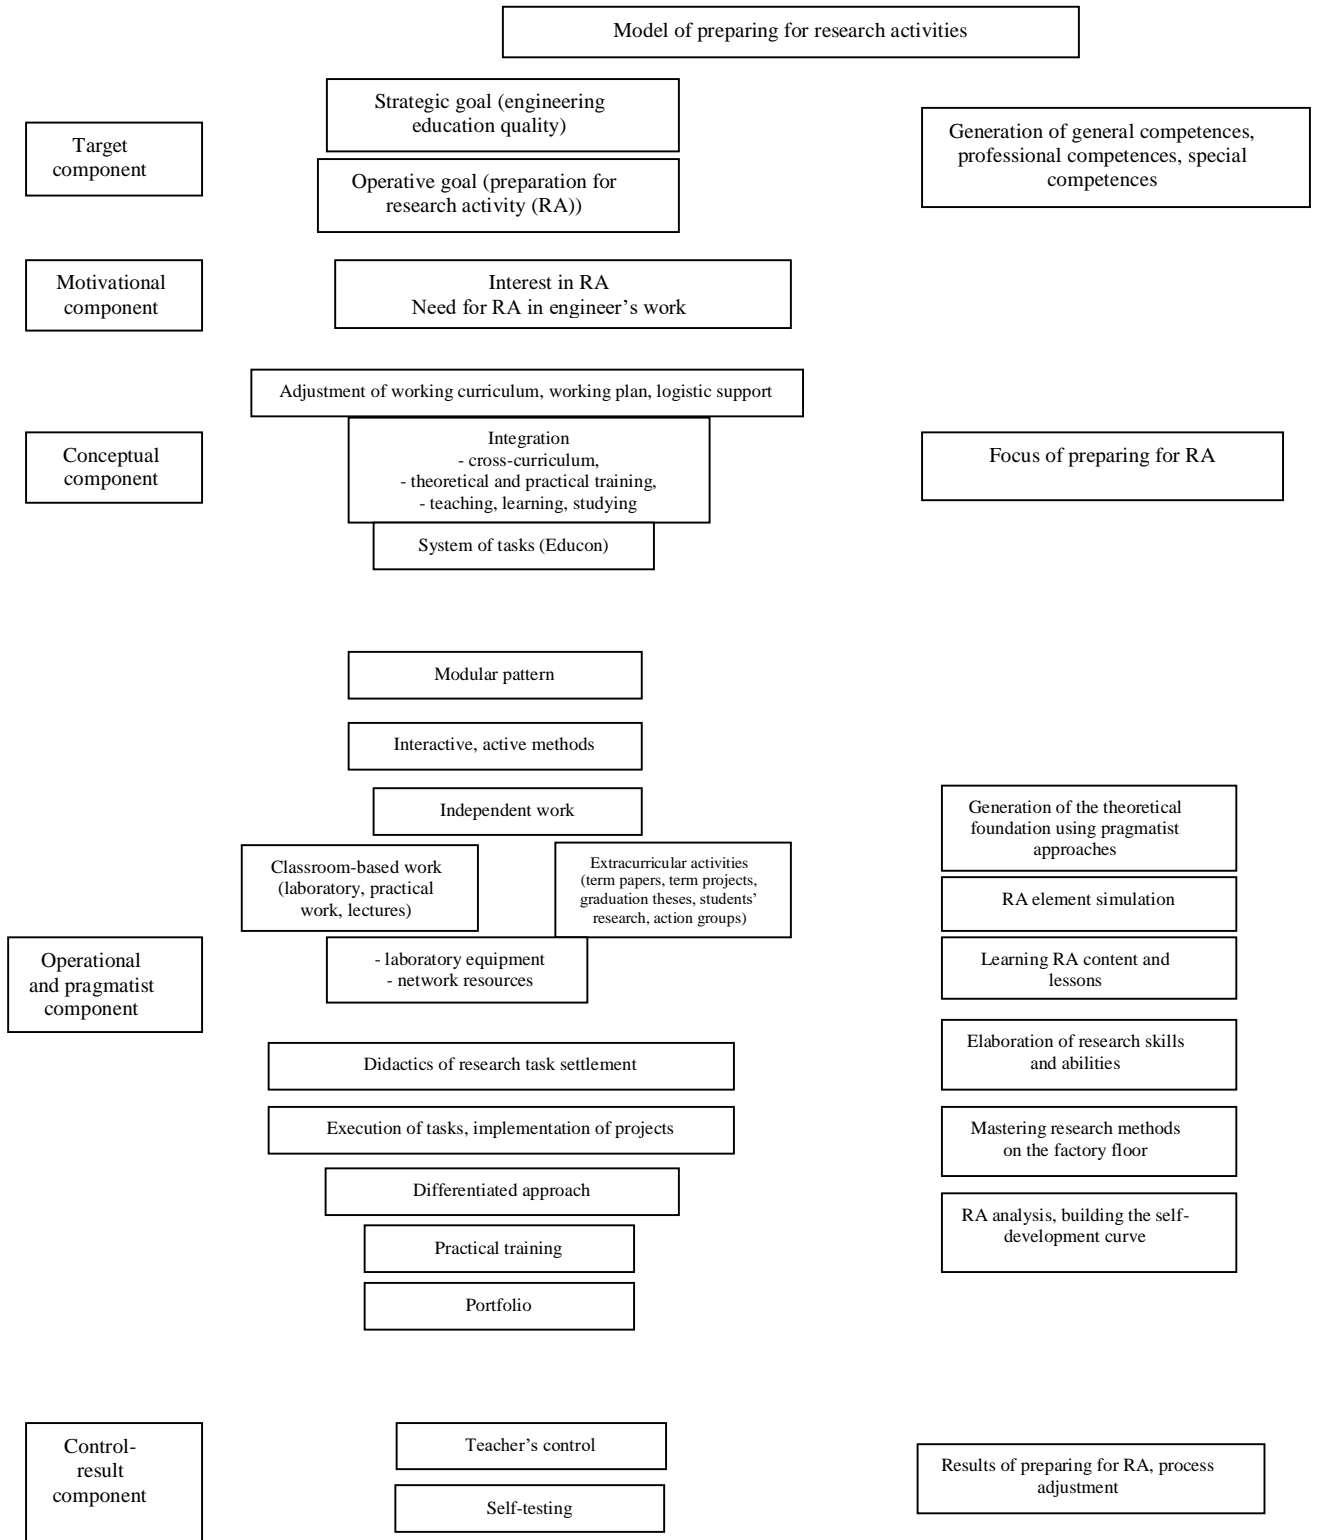 Model of preparing for research activities
Target
component
Strategic goal (engineering
education quality)
Operative goal (preparation for
research activity (RA))
Generation of general competences,
professional competences, special
competences
Motivational
component
Interest in RA
Need for RA in engineer’s work
Conceptual
component
Adjustment of working curriculum, working plan, logistic support
Integration
- cross-curriculum,
- theoretical and practical training,
- teaching, learning, studying
System of tasks (Educon)
Focus of preparing for RA
Operational
and pragmatist
component
Modular pattern
Interactive, active methods
Independent work
Classroom-based work
(laboratory, practical
work, lectures)
Extracurricular activities
(term papers, term projects,
graduation theses, students’
research, action groups)
- laboratory equipment
- network resources
Didactics of research task settlement
Execution of tasks, implementation of projects
Differentiated approach
Practical training
Portfolio
Generation of the theoretical
foundation using pragmatist
approaches
RA element simulation
Learning RA content and
lessons
Elaboration of research skills
and abilities
Mastering research methods
on the factory floor
RA analysis, building the self-
development curve
Control-
result
component
Teacher’s control
Self-testing
Results of preparing for RA, process
adjustment